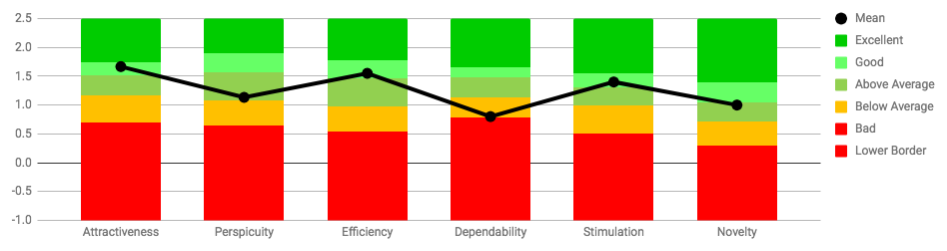 2.5
2.0
1.5
1.0
0.5
0.0
-0.5
-1.0
Attractiveness
Perspicuity
Efficiency
Dependability
Stimulation
Novelty
Mean
Excellent
Good
Above Average
Below Average
Bad
Lower Border